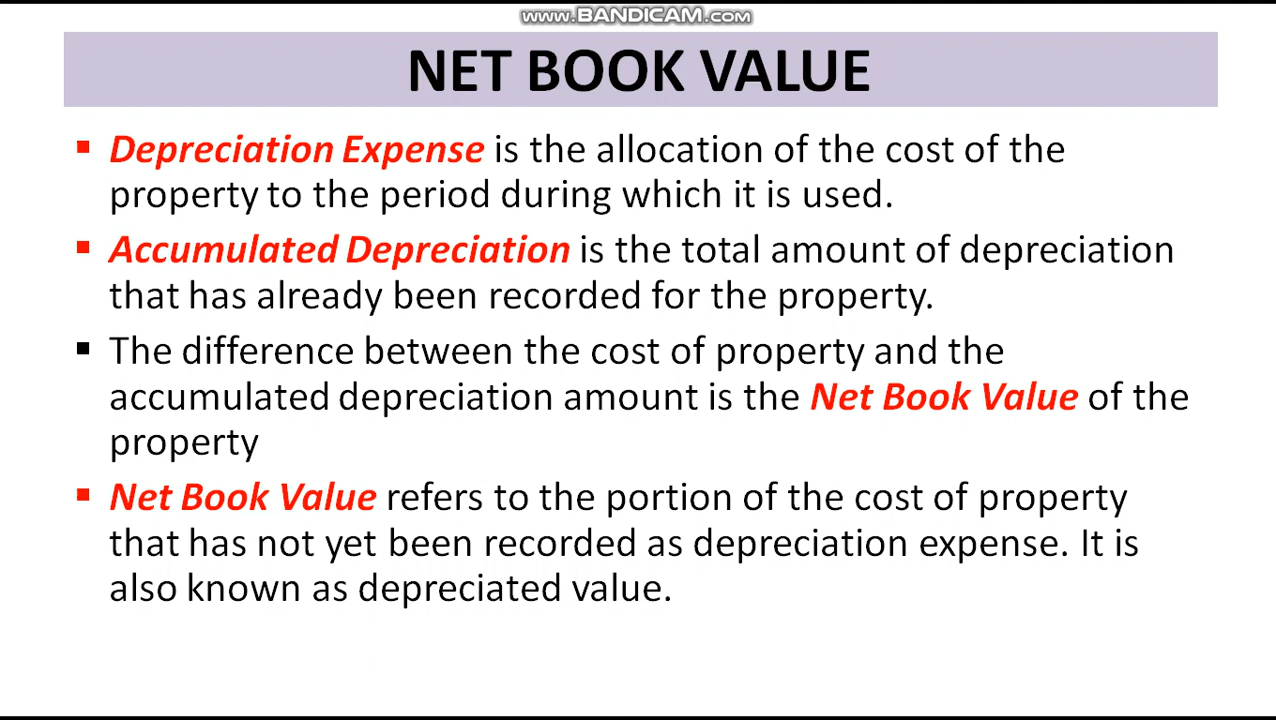 www.BANDICAM.com
NET BOOK VALUE
▪ Depreciation Expense is the allocation of the cost of the
property to the period during which it is used.
▪ Accumulated Depreciation is the total amount of depreciation
that has already been recorded for the property.
▪ The difference between the cost of property and the
accumulated depreciation amount is the Net Book Value of the
property
▪ Net Book Value refers to the portion of the cost of property
that has not yet been recorded as depreciation expense. It is
also known as depreciated value.